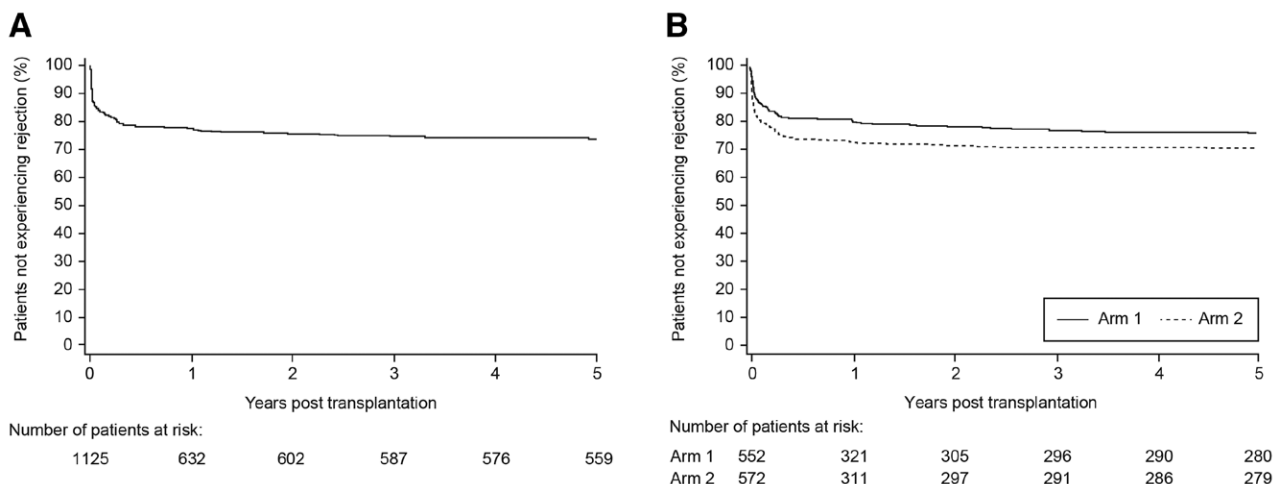 A
Patients not experiencing rejection (%)
100
90
80
70
60
50
40
30
20
10
0
0 1 2 3 4 5
Years post transplantation
Number of patients at risk:
1125 632 602 587 576 559
B
Patients not experiencing rejection (%)
100
90
80
70
60
50
40
30
20
10
0
Arm 1 Arm 2
0 1 2 3 4 5
Years post transplantation
Number of patients at risk:
Arm 1 552 321 305 296 290 280
Arm 2 572 311 297 291 286 279